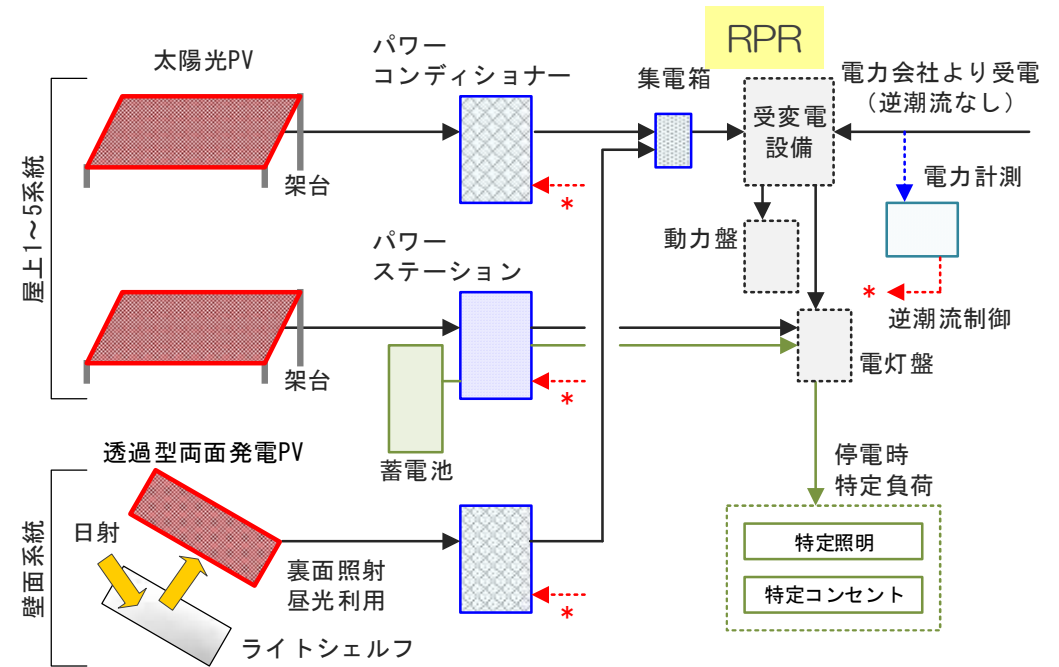 RPR
太陽光PV
パワー
コンディショナー
集電箱
電力会社より受電
（逆潮流なし）
受変電
設備
架台
*
電力計測
屋上1～5系統
動力盤
パワー
ステーション
*
逆潮流制御
架台
*
電灯盤
蓄電池
透過型両面発電PV
停電時
特定負荷
壁面系統
日射
裏面照射
昼光利用
*
特定照明
特定コンセント
ライトシェルフ